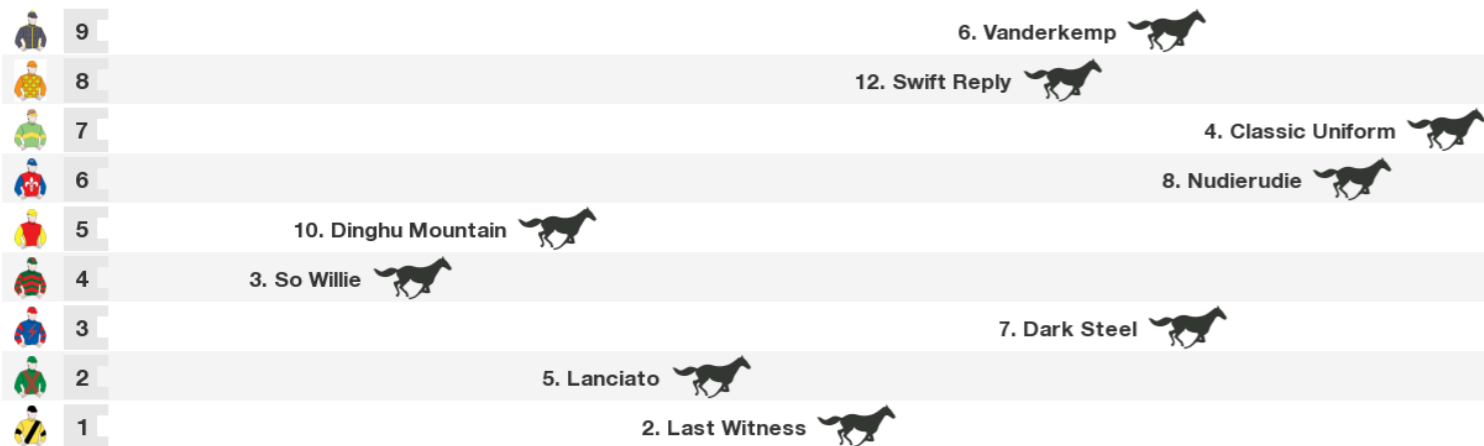 9 6. Vanderkemp
8 12. Swift Reply
7 4. Classic Uniform
6 8. Nudierudie
5 10. Dinghu Mountain
4 3. So Willie
3 7. Dark Steel
2 5. Lanciato
1 2. Last Witness